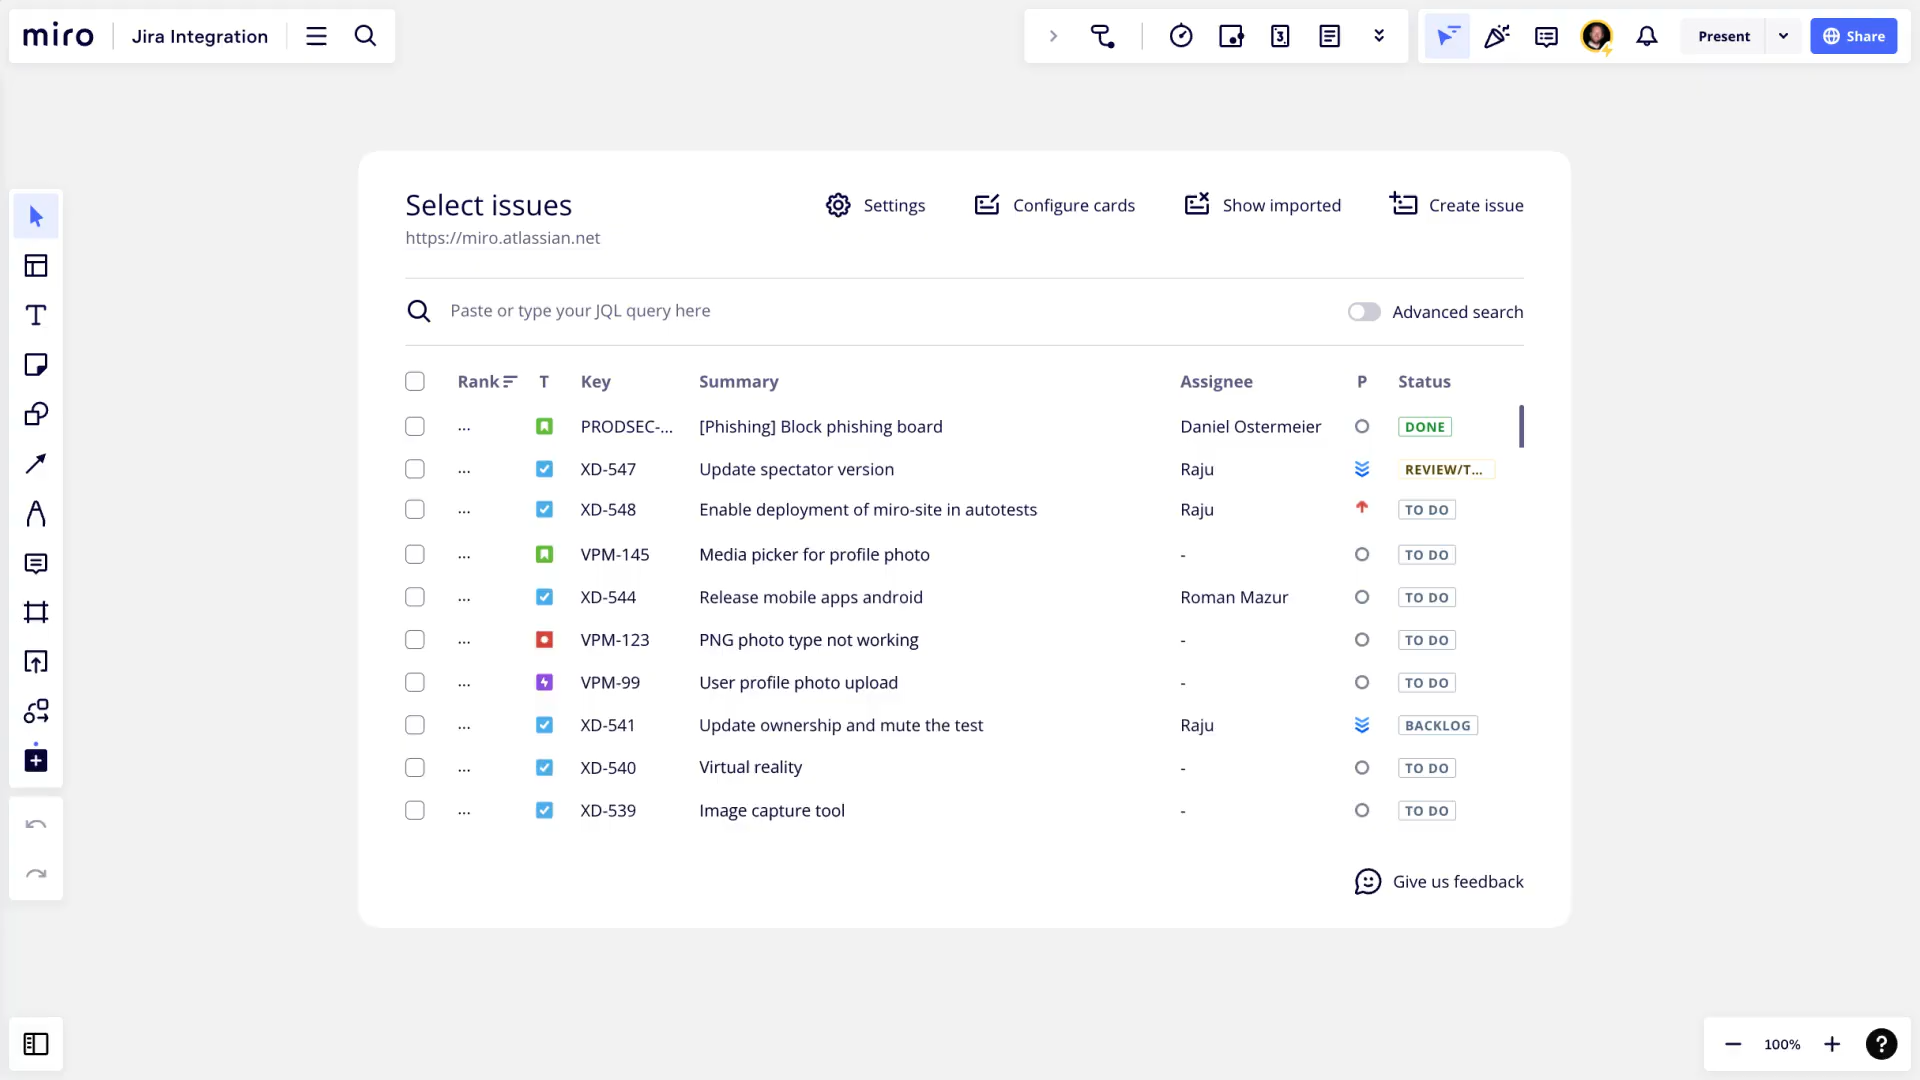 miro
Jira Integration
Present
Share
Select issues
https://miro.atlassian.net
Settings
Configure cards
Show imported
Create issue
Paste or type your JQL query here
Advanced search
Rank T Key Summary Assignee P Status
... PRODSEC-... [Phishing] Block phishing board Daniel Ostermeier DONE
... XD-547 Update spectator version Raju REVIEW/T...
... XD-548 Enable deployment of miro-site in autotests Raju TO DO
... VPM-145 Media picker for profile photo - TO DO
... XD-544 Release mobile apps android Roman Mazur TO DO
... VPM-123 PNG photo type not working - TO DO
... VPM-99 User profile photo upload - TO DO
... XD-541 Update ownership and mute the test Raju BACKLOG
... XD-540 Virtual reality - TO DO
... XD-539 Image capture tool - TO DO
Give us feedback
100%